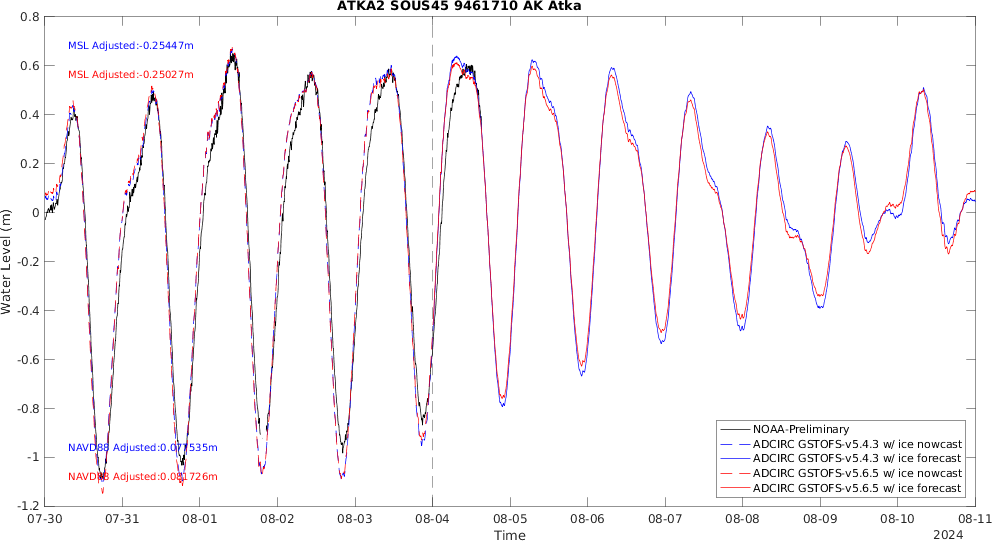 ATKA2 SOUS45 9461710 AK Atka
0.8
0.6
0.4
0.2
0
-0.2
-0.4
-0.6
-0.8
-1
-1.2
Water Level (m)
MSL Adjusted:-0.25447m
MSL Adjusted:-0.25027m
NAVD88 Adjusted:0.077535m
NAVD88 Adjusted:0.081726m
NOAA-Preliminary
ADCIRC GSTOFS-v5.4.3 w/ ice nowcast
ADCIRC GSTOFS-v5.4.3 w/ ice forecast
ADCIRC GSTOFS-v5.6.5 w/ ice nowcast
ADCIRC GSTOFS-v5.6.5 w/ ice forecast
07-30 07-31 08-01 08-02 08-03 08-04 08-05 08-06 08-07 08-08 08-09 08-10 08-11
Time
2024